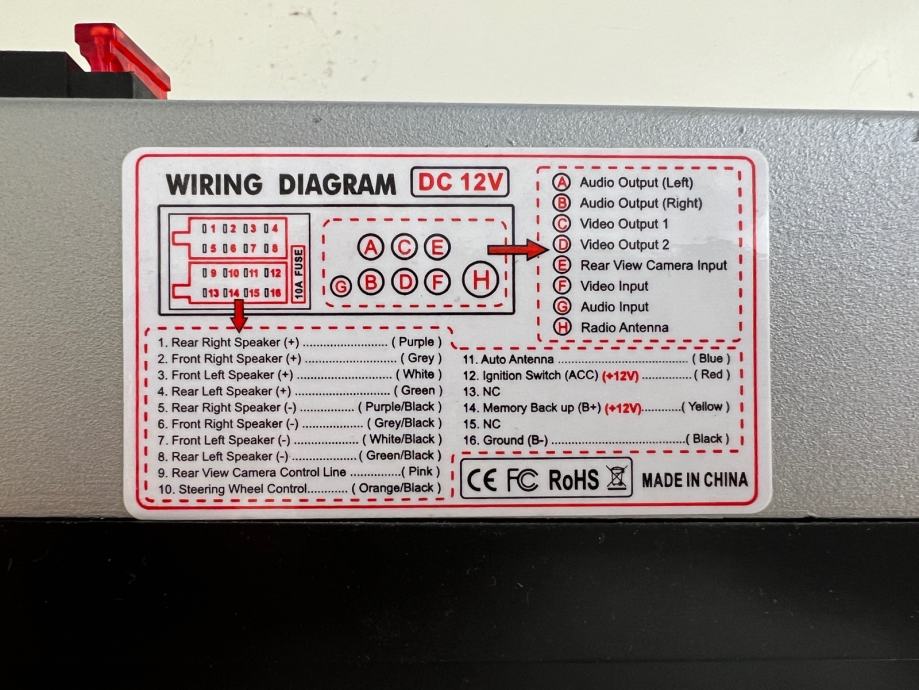 WIRING DIAGRAM DC 12V
1 2 3 4
5 6 7 8
9 10 11 12
13 14 15 16
10A FUSE
A C E
G B D F H
A Audio Output (Left)
B Audio Output (Right)
C Video Output 1
D Video Output 2
E Rear View Camera Input
F Video Input
G Audio Input
H Radio Antenna
1. Rear Right Speaker (+) ........................ ( Purple )
2. Front Right Speaker (+) ........................ ( Grey )
3. Front Left Speaker (+) ........................ ( White )
4. Rear Left Speaker (+) ........................ ( Green )
5. Rear Right Speaker (-) ............... ( Purple/Black )
6. Front Right Speaker (-) ............... ( Grey/Black )
7. Front Left Speaker (-) ............... ( White/Black )
8. Rear Left Speaker (-) ............... ( Green/Black )
9. Rear View Camera Control Line ............( Pink )
10. Steering Wheel Control.......... ( Orange/Black )
11. Auto Antenna ................................( Blue )
12. Ignition Switch (ACC) (+12V) ............( Red )
13. NC
14. Memory Back up (B+) (+12V)..........( Yellow )
15. NC
16. Ground (B-) ................................( Black )
CE FC RoHS MADE IN CHINA